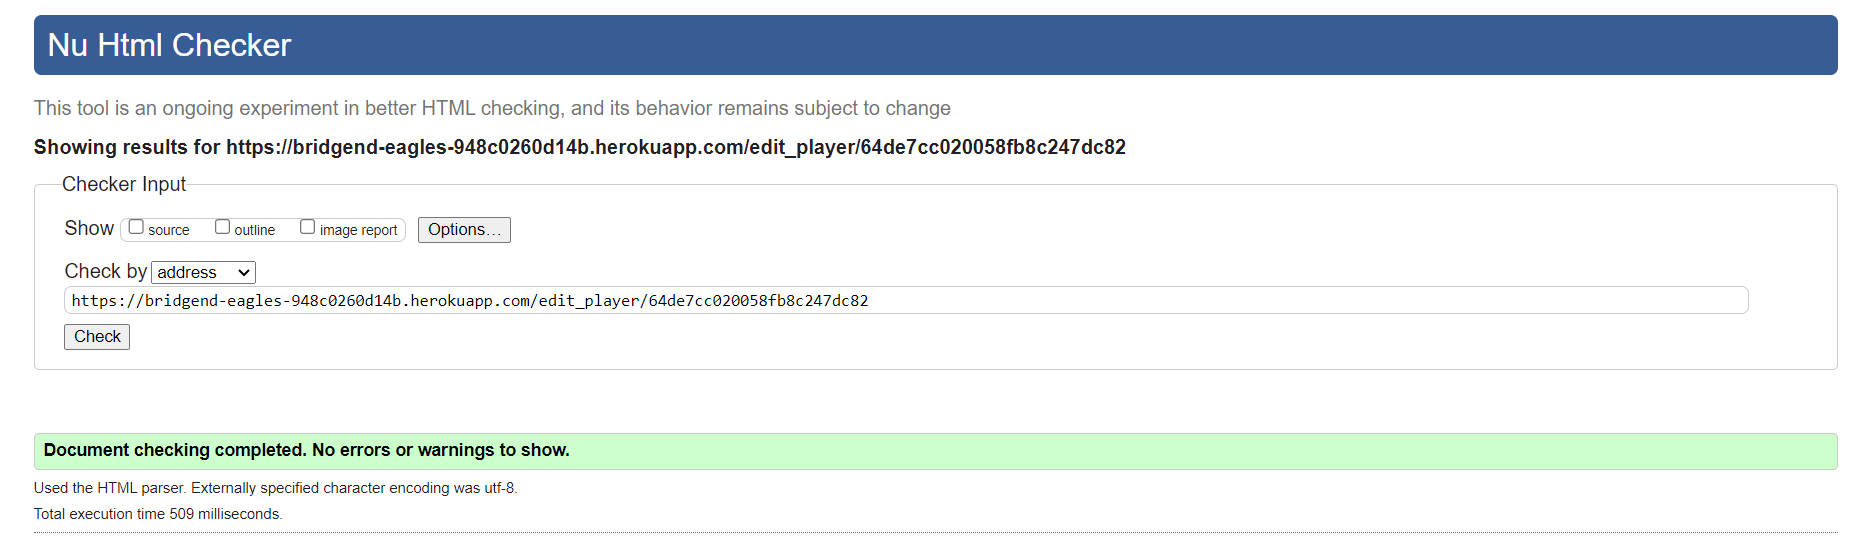 Nu Html Checker
This tool is an ongoing experiment in better HTML checking, and its behavior remains subject to change
Showing results for https://bridgend-eagles-948c0260d14b.herokuapp.com/edit_player/64de7cc020058fb8c247dc82
Checker Input
Show source outline image report Options...
Check by address
https://bridgend-eagles-948c0260d14b.herokuapp.com/edit_player/64de7cc020058fb8c247dc82
Check
Document checking completed. No errors or warnings to show.
Used the HTML parser. Externally specified character encoding was utf-8.
Total execution time 509 milliseconds.